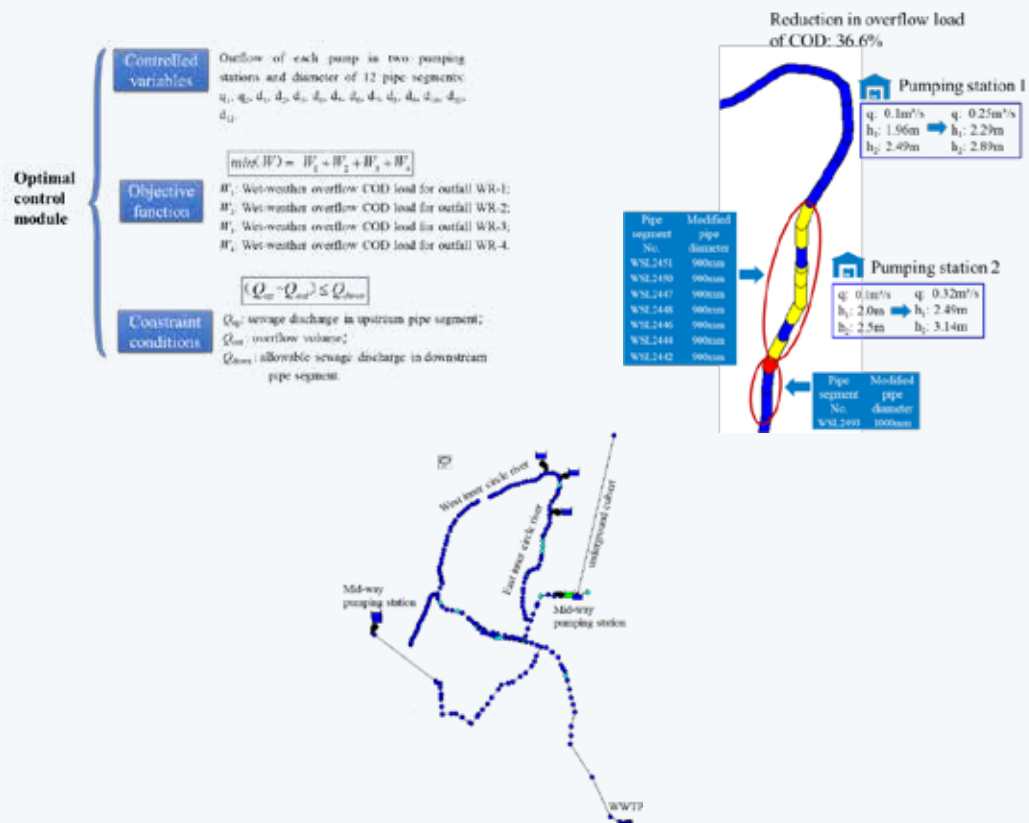 Controlled
variables
Outflow of each pump in two pumping
stations and diameter of 12 pipe segments:
Optimal
control
module
Objective
function
min(W) = W₁ + W₂ + W₃ + W₄
W₁: Wet-weather overflow COD load for outfall WR-1;
W₂: Wet-weather overflow COD load for outfall WR-2;
W₃: Wet-weather overflow COD load for outfall WR-3;
W₄: Wet-weather overflow COD load for outfall WR-4.
Constraint
conditions
: sewage discharge in upstream pipe segment;
: overflow volume;
: allowable sewage discharge in downstream
pipe segment.
Reduction in overflow load
of COD: 36.6%
Pumping station 1
q: 0.1m³/s q: 0.25m³/s
h₁: 1.96m h₁: 2.29m
h₂: 2.49m h₂: 2.89m
Pipe Modified
segment pipe
No. diameter
WSL2451 900mm
WSL2450 900mm
WSL2447 900mm
WSL2448 900mm
WSL2446 900mm
WSL2444 900mm
WSL2442 900mm
Pumping station 2
q: 0.1m³/s q: 0.32m³/s
h₁: 2.0m h₁: 2.49m
h₂: 2.5m h₂: 3.14m
Pipe Modified
segment pipe
No. diameter
WSL2493 1000mm
West inner circle river
East inner circle river
underground culvert
Mid-way
pumping station
Mid-way
pumping station
WWTP